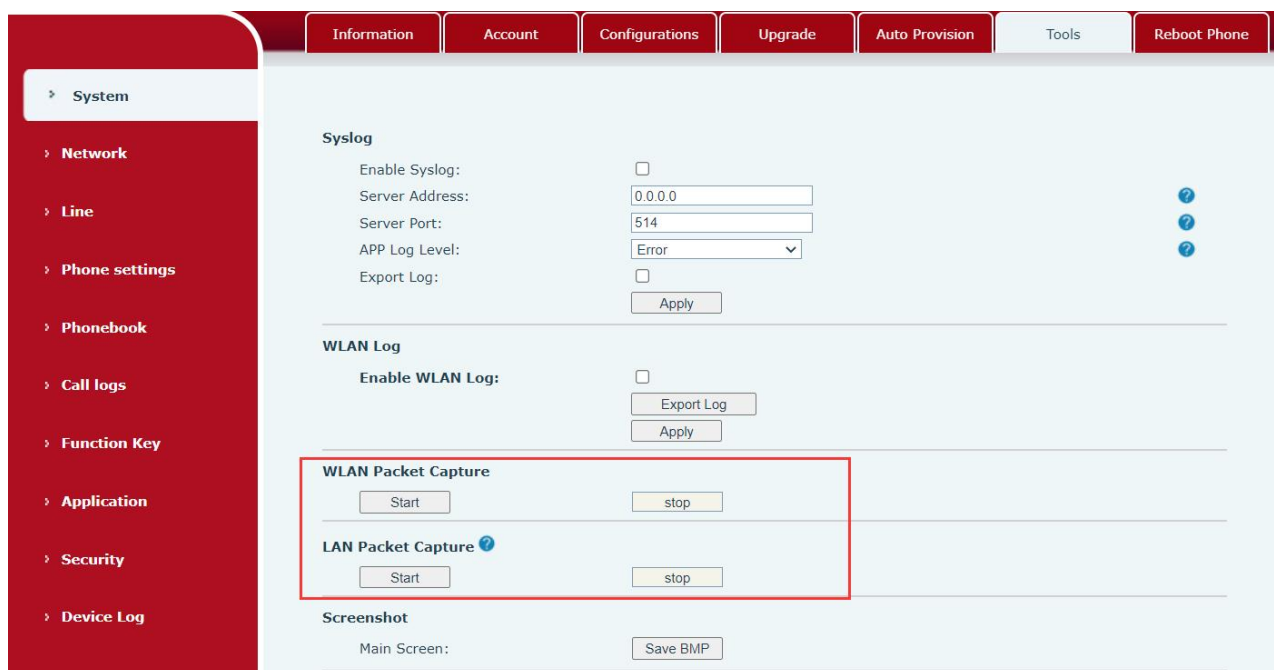 Information Account Configurations Upgrade Auto Provision Tools Reboot Phone
System
Network
Line
Phone settings
Phonebook
Call logs
Function Key
Application
Security
Device Log
Syslog
Enable Syslog:
Server Address: 0.0.0.0
Server Port: 514
APP Log Level: Error
Export Log:
Apply
WLAN Log
Enable WLAN Log:
Export Log
Apply
WLAN Packet Capture
Start stop
LAN Packet Capture ?
Start stop
Screenshot
Main Screen: Save BMP